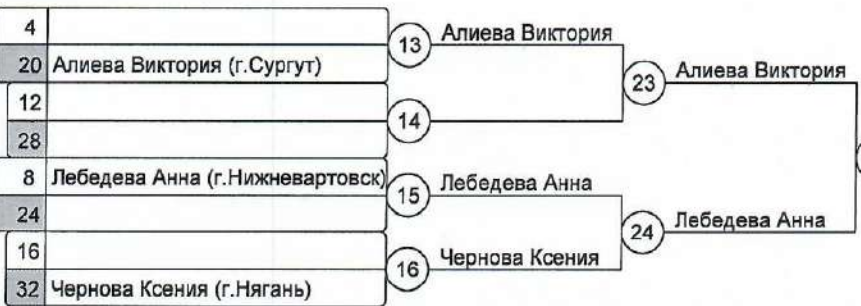 4
20 Алиева Виктория (г.Сургут)
12
28
8 Лебедева Анна (г.Нижневартовск)
24
16
32 Чернова Ксения (г.Нягань)
13 Алиева Виктория
14
15 Лебедева Анна
16 Чернова Ксения
23 Алиева Виктория
24 Лебедева Анна